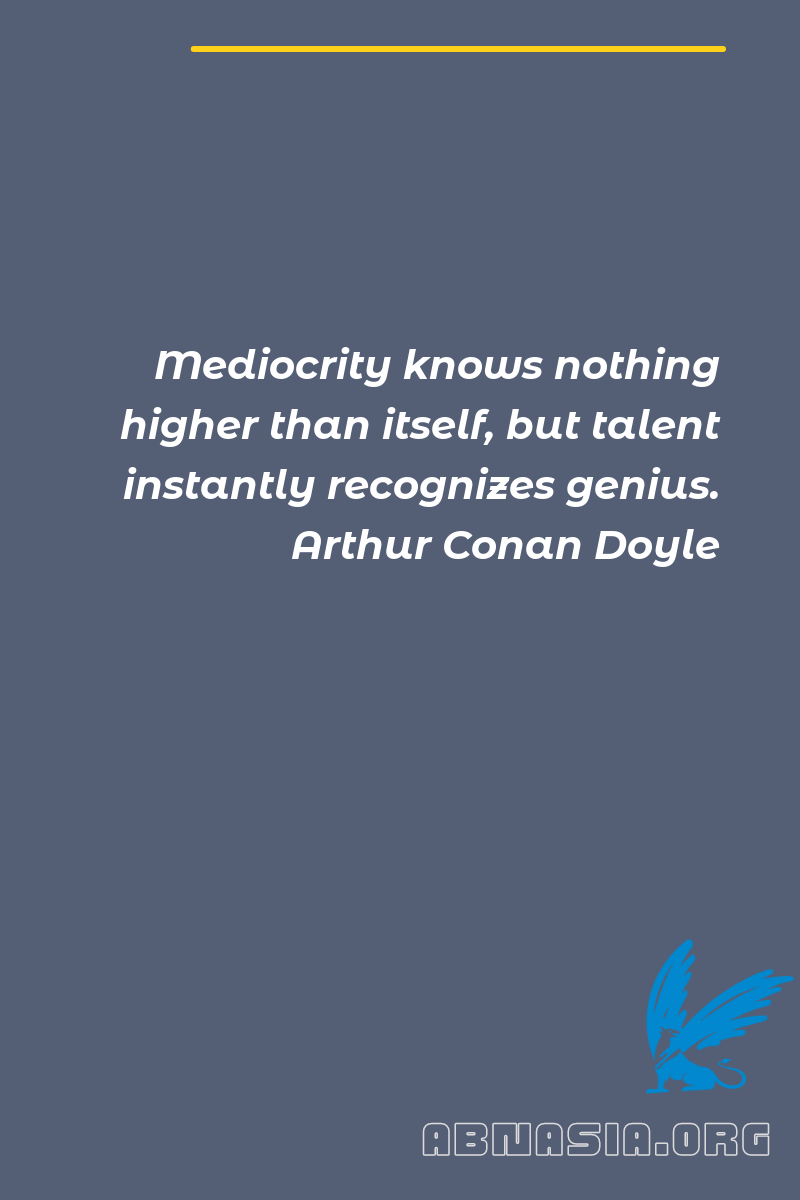 Mediocrity knows nothing
higher than itself, but talent
instantly recognizes genius.
Arthur Conan Doyle
ABNASIA.ORG